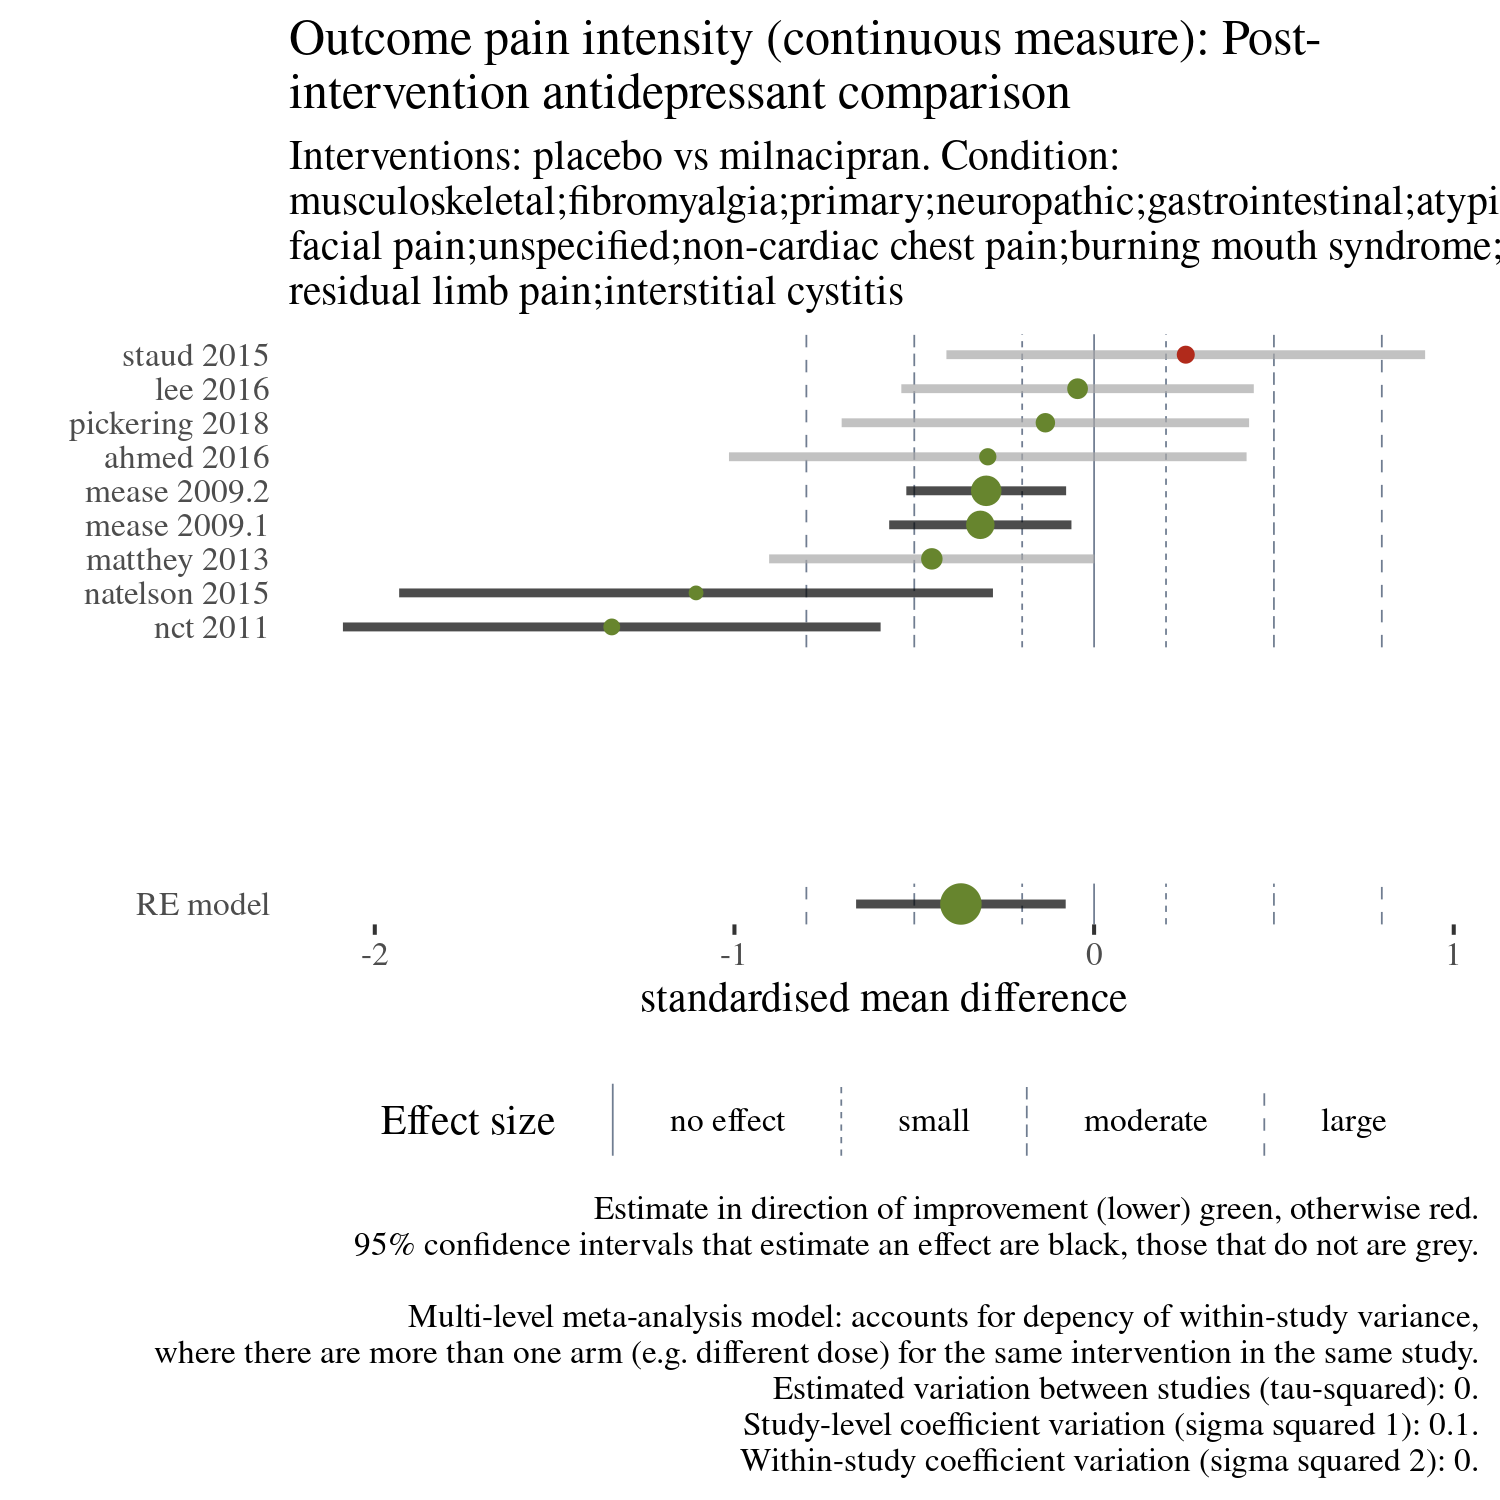 Outcome pain intensity (continuous measure): Post-
intervention antidepressant comparison
Interventions: placebo vs milnacipran. Condition:
musculoskeletal;fibromyalgia;primary;neuropathic;gastrointestinal;atypi
facial pain;unspecified;non-cardiac chest pain;burning mouth syndrome;
residual limb pain;interstitial cystitis
staud 2015
lee 2016
pickering 2018
ahmed 2016
mease 2009.2
mease 2009.1
matthey 2013
natelson 2015
nct 2011
RE model
-2 -1 0 1
standardised mean difference
Effect size no effect small moderate large
Estimate in direction of improvement (lower) green, otherwise red.
95% confidence intervals that estimate an effect are black, those that do not are grey.
Multi-level meta-analysis model: accounts for depency of within-study variance,
where there are more than one arm (e.g. different dose) for the same intervention in the same study.
Estimated variation between studies (tau-squared): 0.
Study-level coefficient variation (sigma squared 1): 0.1.
Within-study coefficient variation (sigma squared 2): 0.